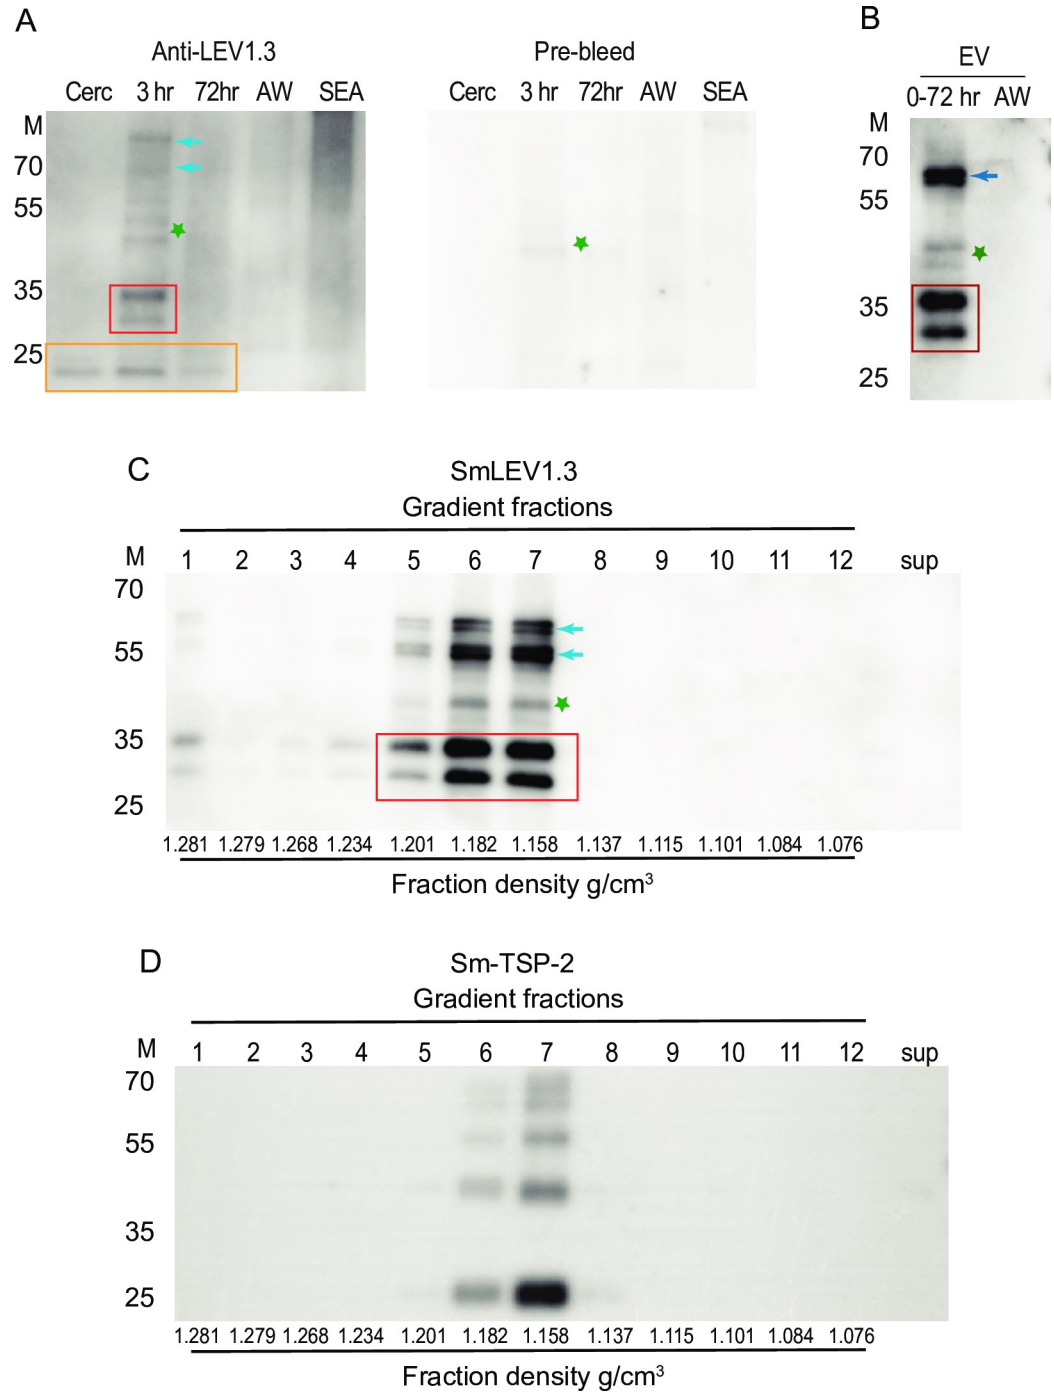 A
Anti-LEV1.3
Cerc 3 hr 72hr AW SEA
M
70
55
35
25
Pre-bleed
Cerc 3 hr 72hr AW SEA
B
EV
0-72 hr AW
M
70
55
35
25
C
SmLEV1.3
Gradient fractions
M 1 2 3 4 5 6 7 8 9 10 11 12 sup
70
55
35
25
1.281 1.279 1.268 1.234 1.201 1.182 1.158 1.137 1.115 1.101 1.084 1.076
Fraction density g/cm³
D
Sm-TSP-2
Gradient fractions
M 1 2 3 4 5 6 7 8 9 10 11 12 sup
70
55
35
25
1.281 1.279 1.268 1.234 1.201 1.182 1.158 1.137 1.115 1.101 1.084 1.076
Fraction density g/cm³